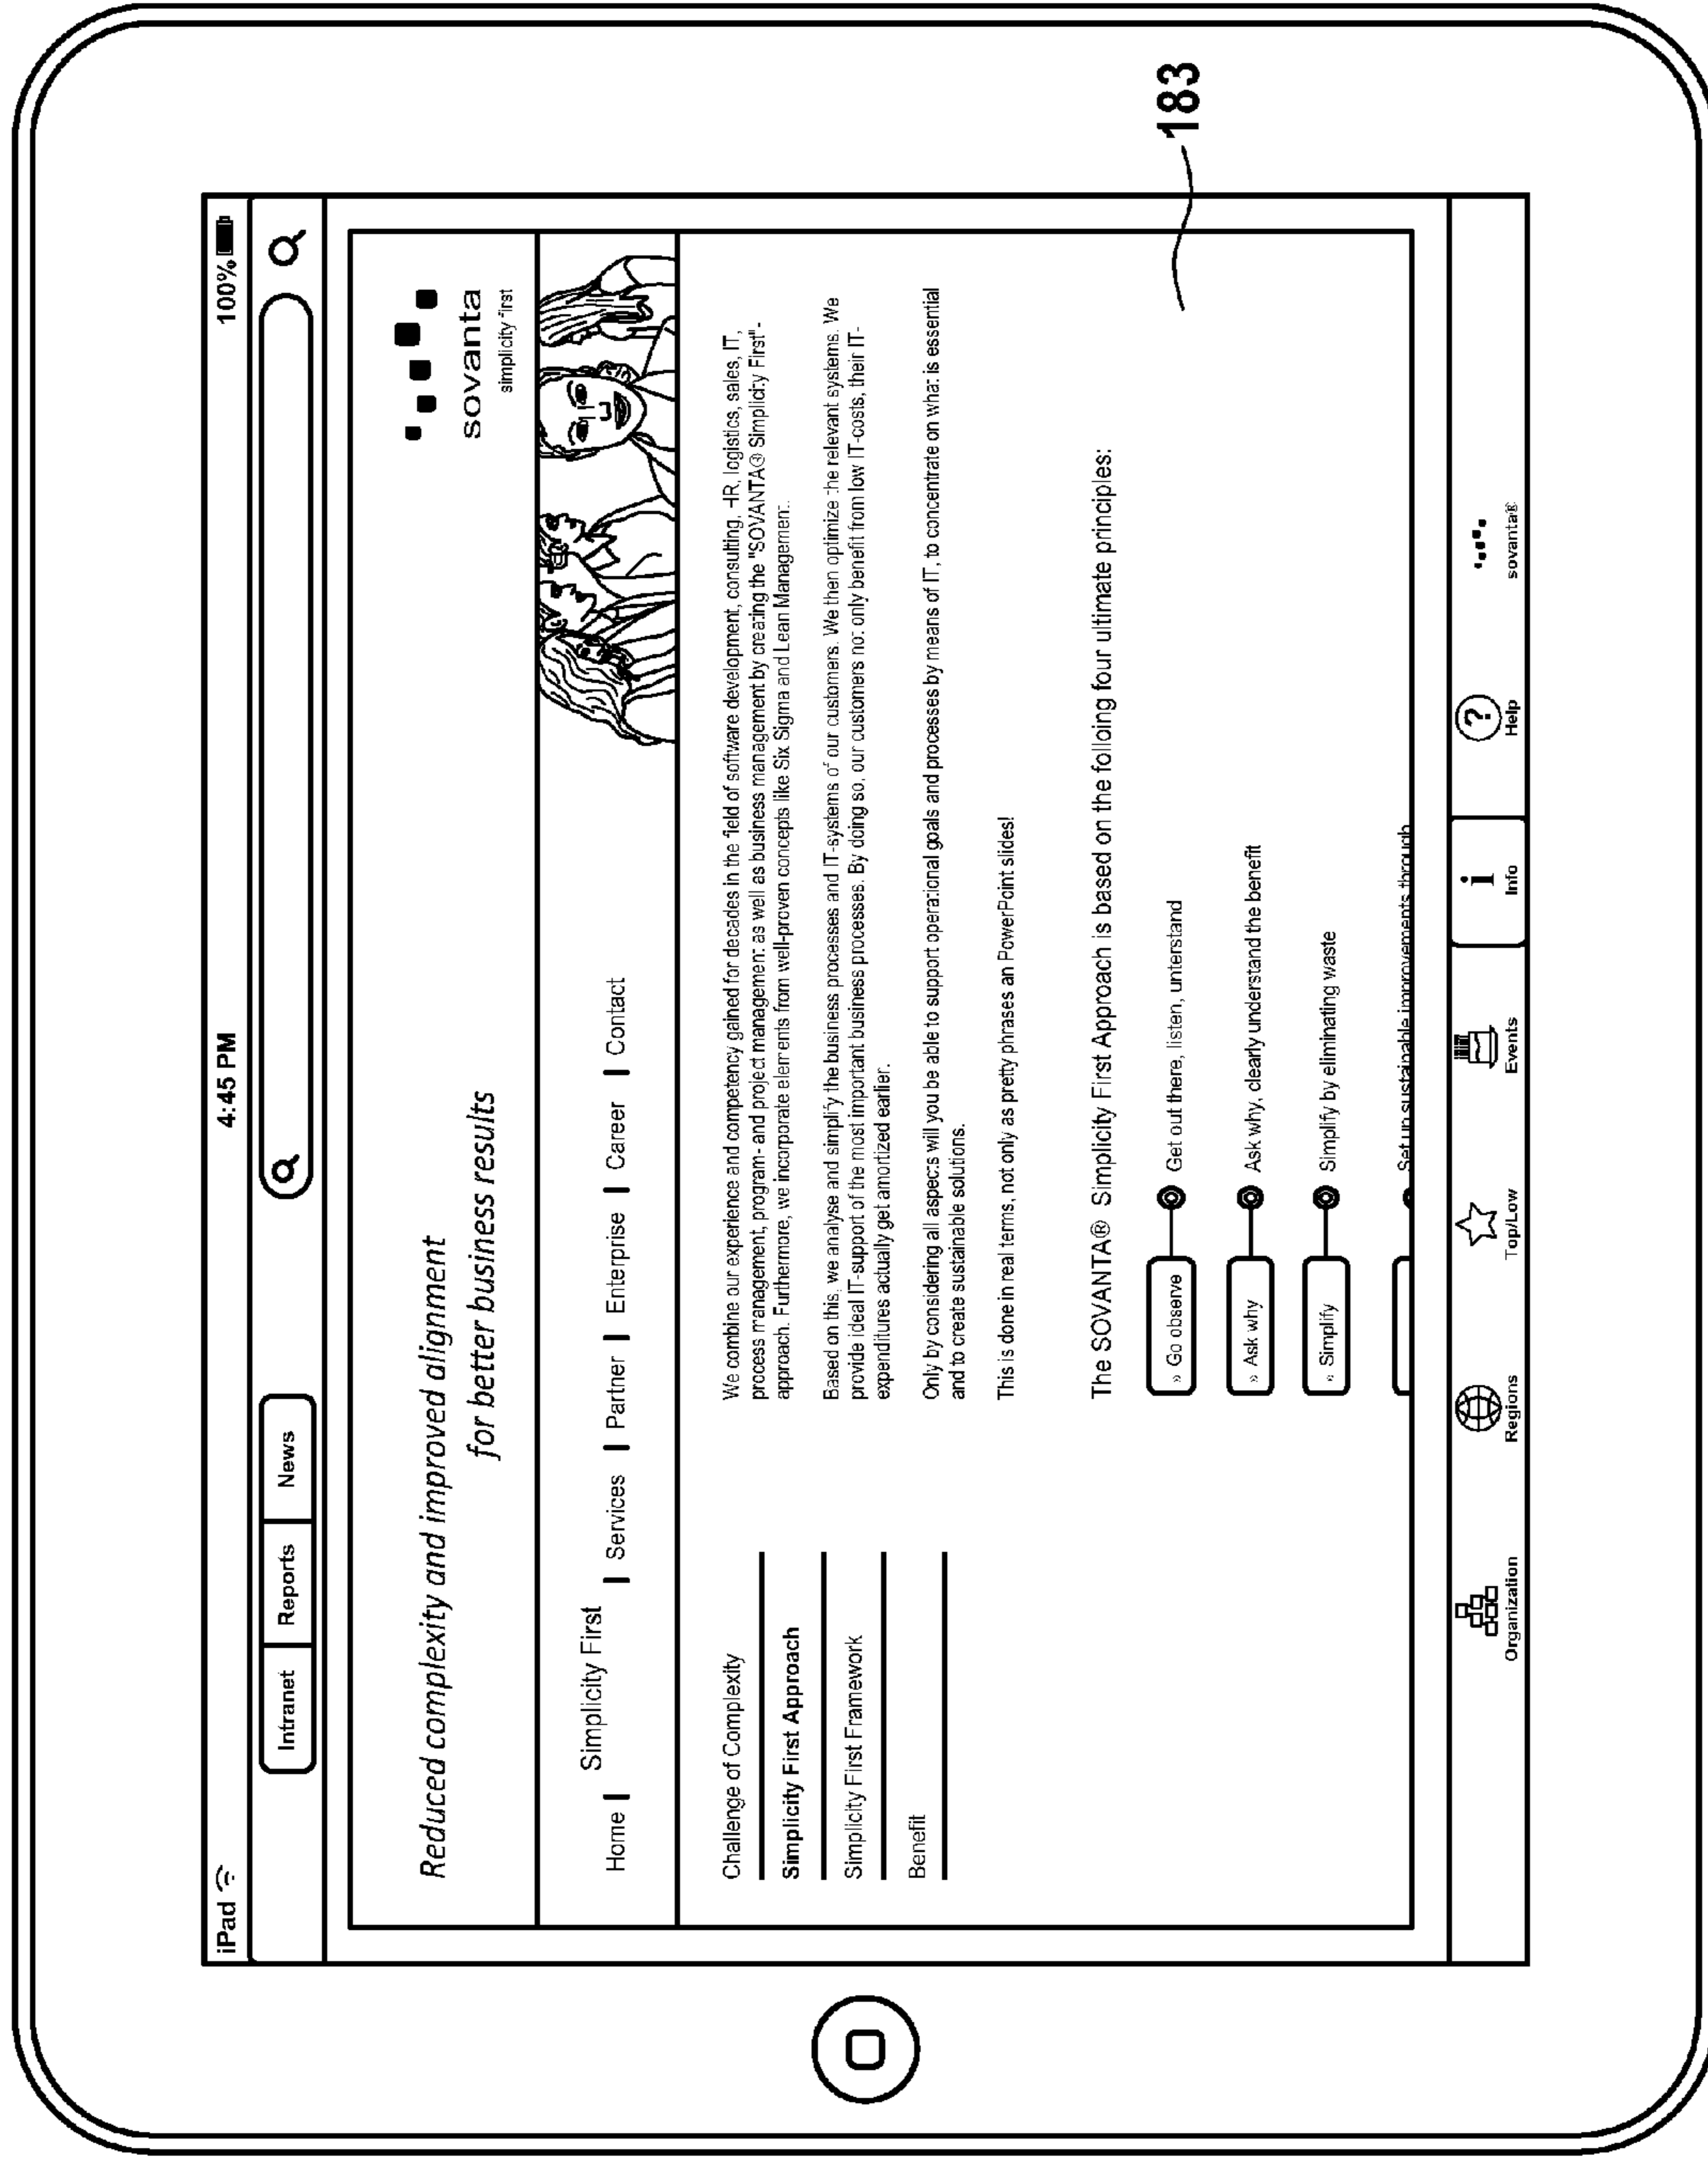 iPad 4:45 PM 100%
Intranet Reports News
Reduced complexity and improved alignment
for better business results
sovanta
simplicity first
Home | Simplicity First | Services | Partner | Enterprise | Career | Contact
Challenge of Complexity
Simplicity First Approach
Simplicity First Framework
Benefit
We combine our experience and competency gained for decades in the field of software development, consulting, HR, logistics, sales, IT,
process management, program- and project management as well as business management by creating the "SOVANTA® Simplicity First"-
approach. Furthermore, we incorporate elements from well-proven concepts like Six Sigma and Lean Management.
Based on this, we analyse and simplify the business processes and IT-systems of our customers. We then optimize the relevant systems. We
provide ideal IT-support of the most important business processes. By doing so, our customers not only benefit from low IT-costs, their IT-
expenditures actually get amortized earlier.
Only by considering all aspects will you be able to support operational goals and processes by means of IT, to concentrate on what is essential
and to create sustainable solutions.
This is done in real terms, not only as pretty phrases an PowerPoint slides!
The SOVANTA® Simplicity First Approach is based on the folloing four ultimate principles:
» Go observe Get out there, listen, unterstand
» Ask why Ask why, clearly understand the benefit
« Simplify Simplify by eliminating waste
Set up sustainable improvements through
183
Organization
Regions
Top/Low
Events
i
Info
?
Help
sovanta®